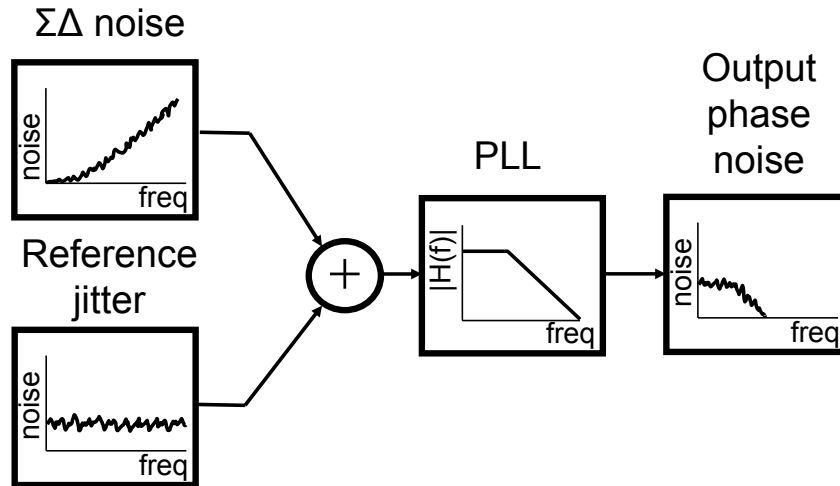 ΣΔ noise
noise
freq
Reference
jitter
noise
freq
+
PLL
|H(f)|
freq
Output
phase
noise
noise
freq